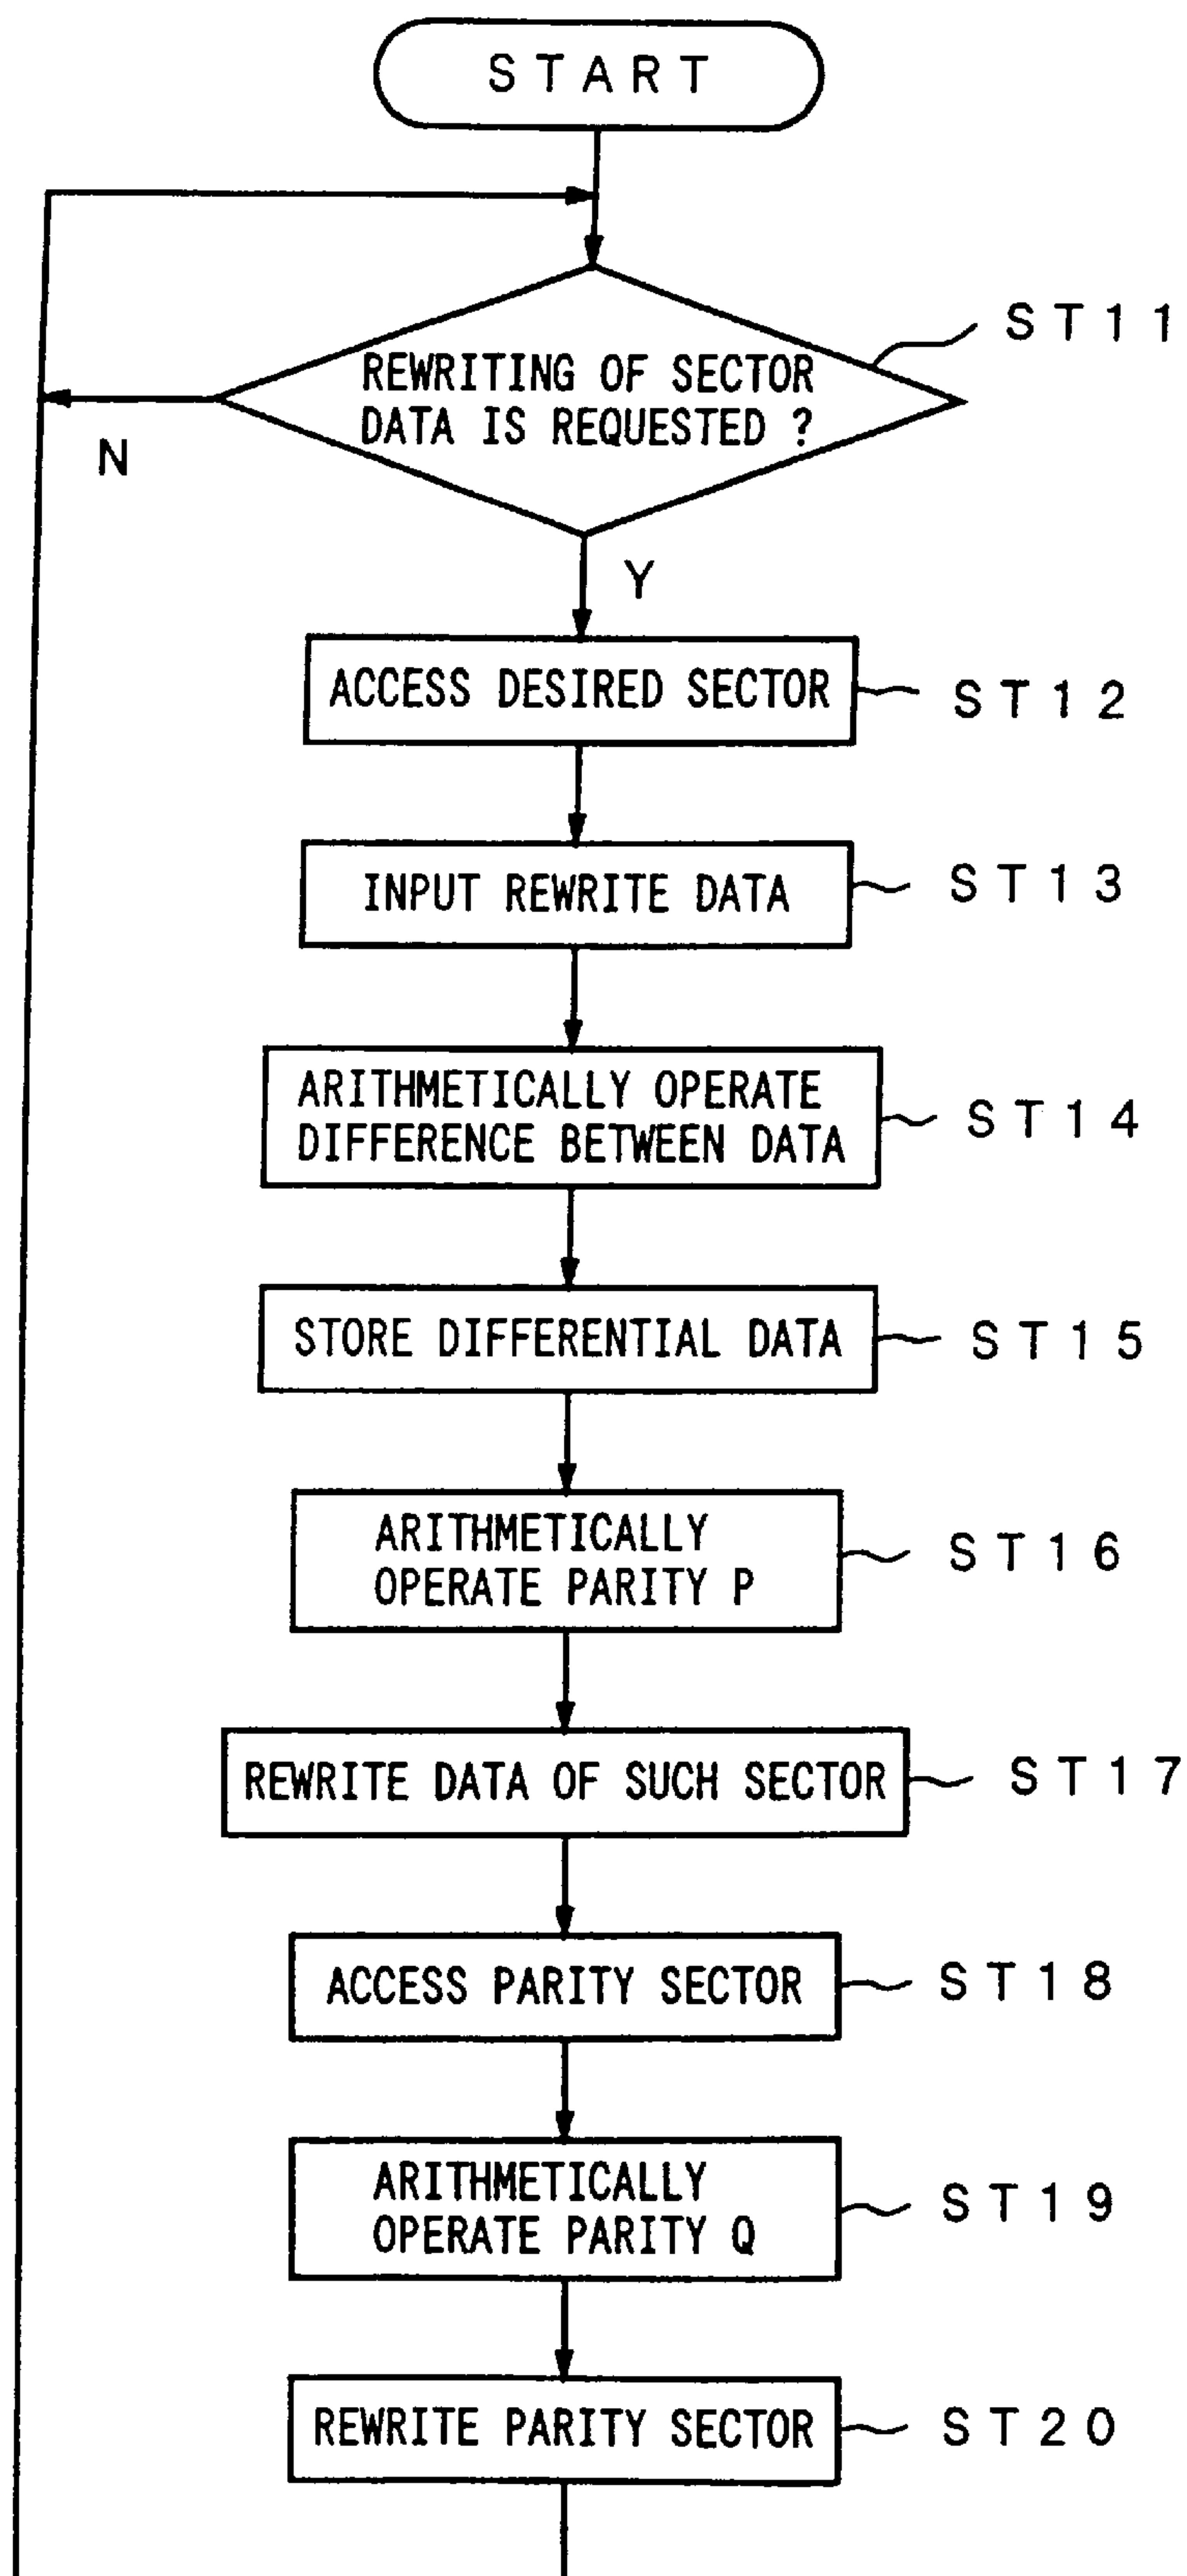 START
REWRITING OF SECTOR
DATA IS REQUESTED ?
ST11
N
Y
ACCESS DESIRED SECTOR
ST12
INPUT REWRITE DATA
ST13
ARITHMETICALLY OPERATE
DIFFERENCE BETWEEN DATA
ST14
STORE DIFFERENTIAL DATA
ST15
ARITHMETICALLY
OPERATE PARITY P
ST16
REWRITE DATA OF SUCH SECTOR
ST17
ACCESS PARITY SECTOR
ST18
ARITHMETICALLY
OPERATE PARITY Q
ST19
REWRITE PARITY SECTOR
ST20